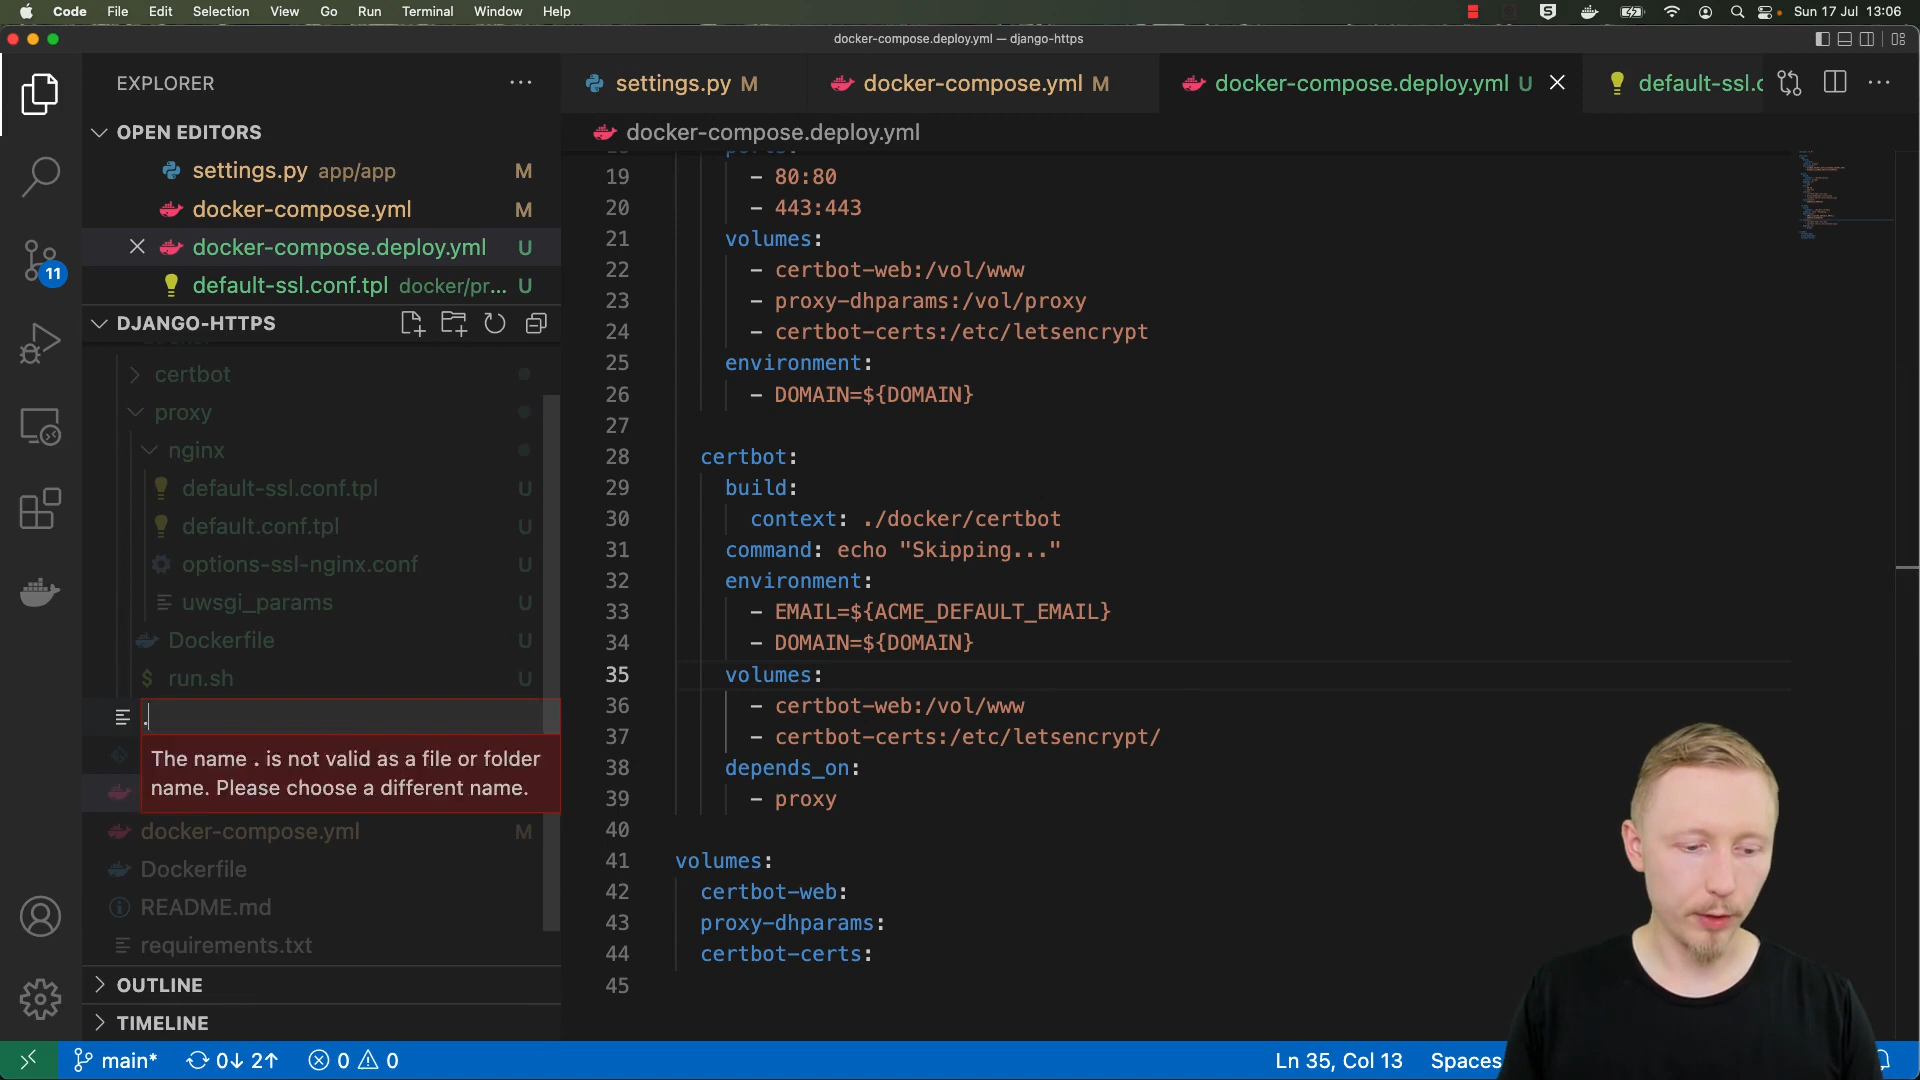 Code File Edit Selection View Go Run Terminal Window Help
Sun 17 Jul 13:06
docker-compose.deploy.yml — django-https
EXPLORER
OPEN EDITORS
settings.py app/app M
docker-compose.yml M
docker-compose.deploy.yml U
default-ssl.conf.tpl docker/pr... U
DJANGO-HTTPS
certbot
proxy
nginx
default-ssl.conf.tpl U
default.conf.tpl U
options-ssl-nginx.conf U
uwsgi_params U
Dockerfile U
run.sh U
.
The name . is not valid as a file or folder
name. Please choose a different name.
docker-compose.yml M
Dockerfile
README.md
requirements.txt
OUTLINE
TIMELINE
11
settings.py M
docker-compose.yml M
docker-compose.deploy.yml U
default-ssl.c
docker-compose.deploy.yml
ports:
19 - 80:80
20 - 443:443
21 volumes:
22 - certbot-web:/vol/www
23 - proxy-dhparams:/vol/proxy
24 - certbot-certs:/etc/letsencrypt
25 environment:
26 - DOMAIN=${DOMAIN}
27
28 certbot:
29 build:
30 context: ./docker/certbot
31 command: echo "Skipping..."
32 environment:
33 - EMAIL=${ACME_DEFAULT_EMAIL}
34 - DOMAIN=${DOMAIN}
35 volumes:
36 - certbot-web:/vol/www
37 - certbot-certs:/etc/letsencrypt/
38 depends_on:
39 - proxy
40
41 volumes:
42 certbot-web:
43 proxy-dhparams:
44 certbot-certs:
45
main* 0↓ 2↑ 0 0
Ln 35, Col 13 Spaces